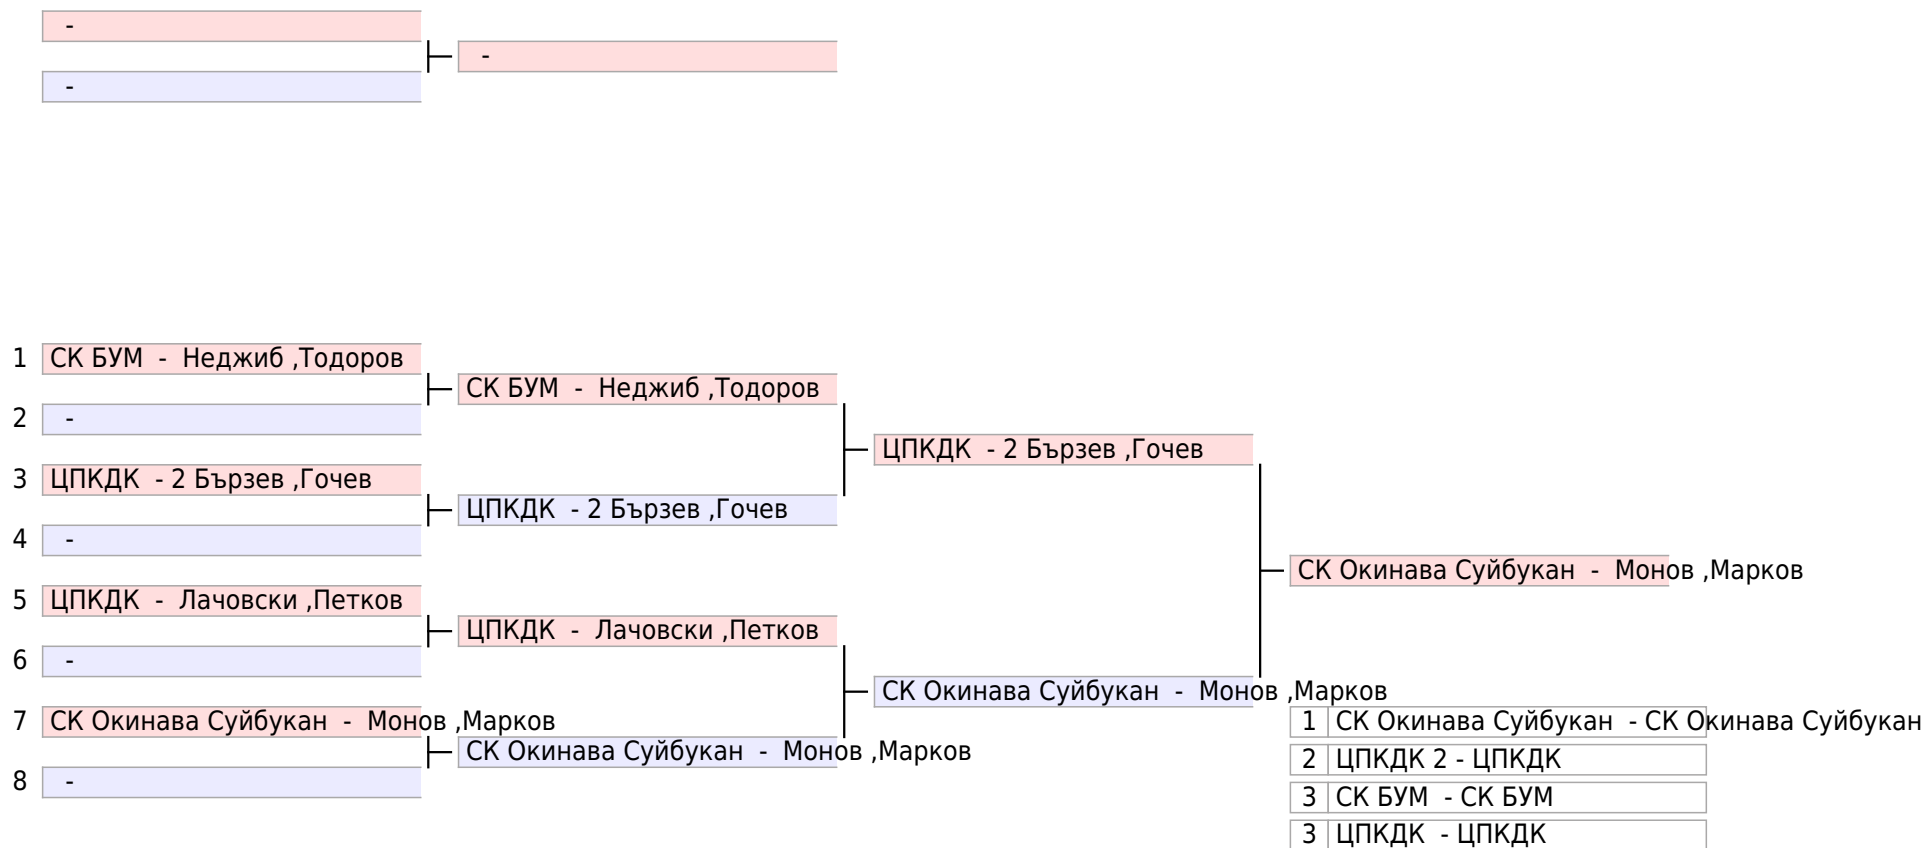 -
-
-
1 СК БУМ - Неджиб ,Тодоров
СК БУМ - Неджиб ,Тодоров
2 -
ЦПКДК - 2 Бързев ,Гочев
3 ЦПКДК - 2 Бързев ,Гочев
ЦПКДК - 2 Бързев ,Гочев
4 -
СК Окинава Суйбукан - Монов ,Марков
5 ЦПКДК - Лачовски ,Петков
ЦПКДК - Лачовски ,Петков
6 -
СК Окинава Суйбукан - Монов ,Марков
7 СК Окинава Суйбукан - Монов ,Марков
СК Окинава Суйбукан - Монов ,Марков
8 -
1 СК Окинава Суйбукан - СК Окинава Суйбукан
2 ЦПКДК 2 - ЦПКДК
3 СК БУМ - СК БУМ
3 ЦПКДК - ЦПКДК